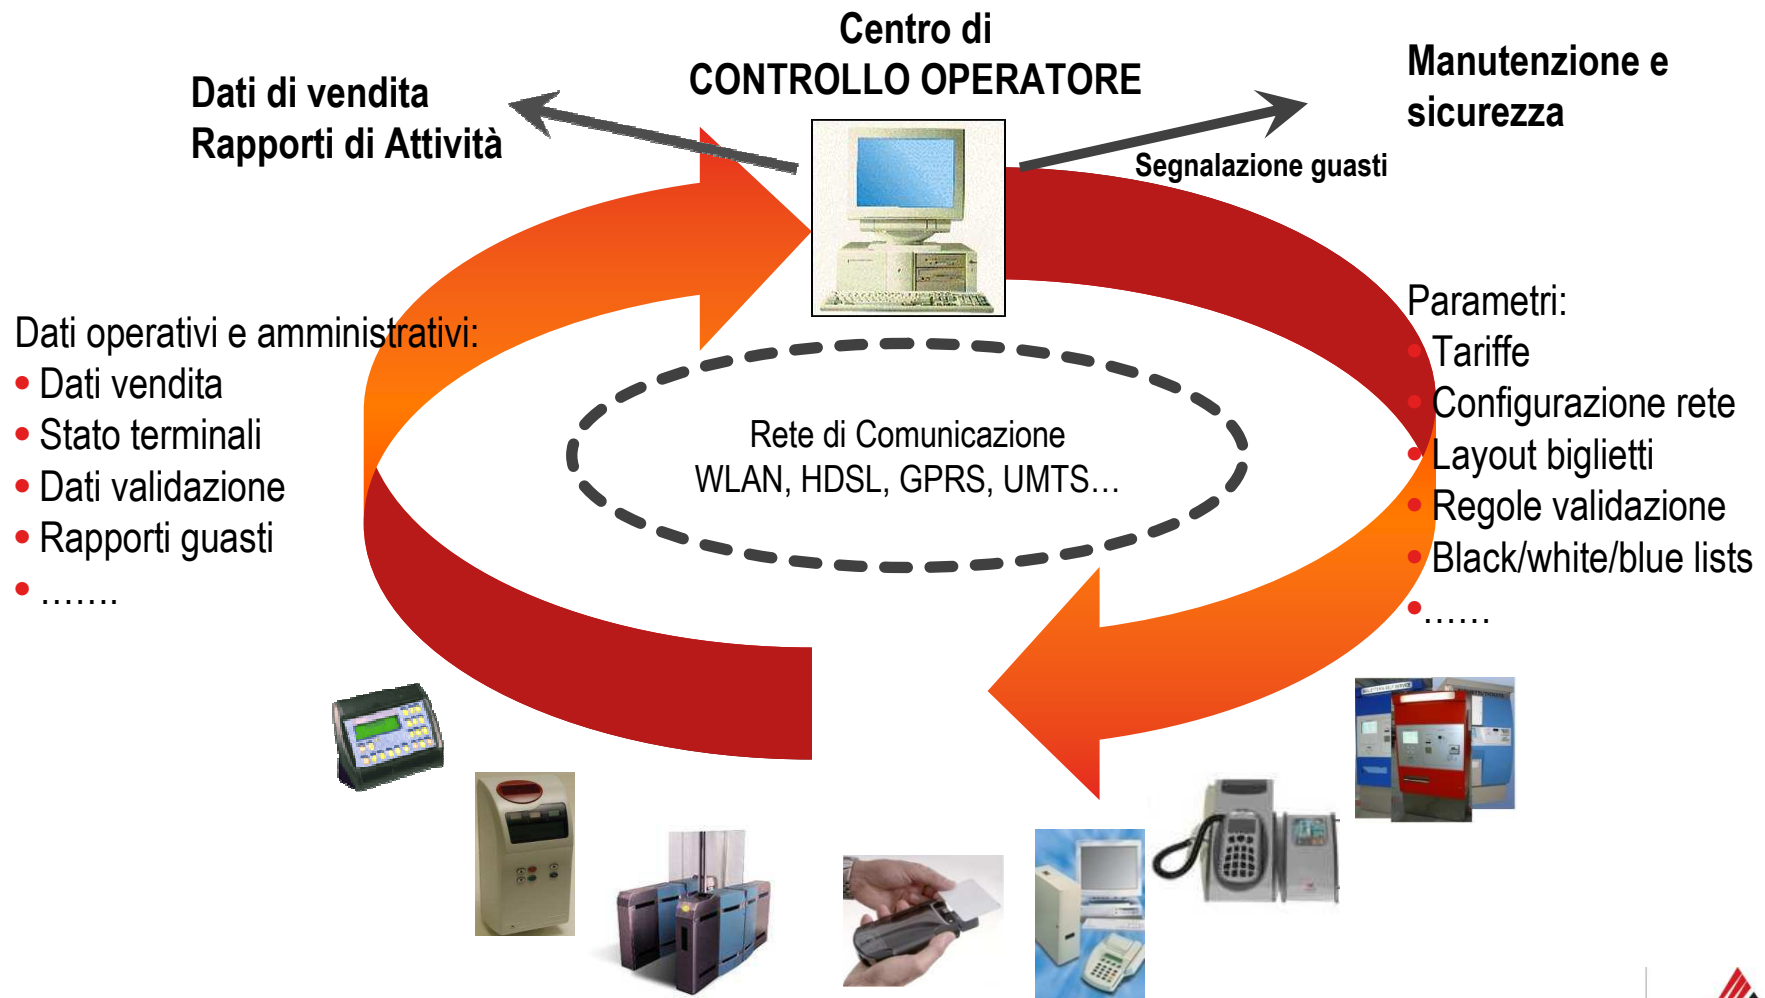 Centro di
CONTROLLO OPERATORE
Dati di vendita
Rapporti di Attività
Manutenzione e
sicurezza
Segnalazione guasti
Dati operativi e amministrativi:
• Dati vendita
• Stato terminali
• Dati validazione
• Rapporti guasti
• …….
Rete di Comunicazione
WLAN, HDSL, GPRS, UMTS…
Parametri:
• Tariffe
• Configurazione rete
• Layout biglietti
• Regole validazione
• Black/white/blue lists
•……